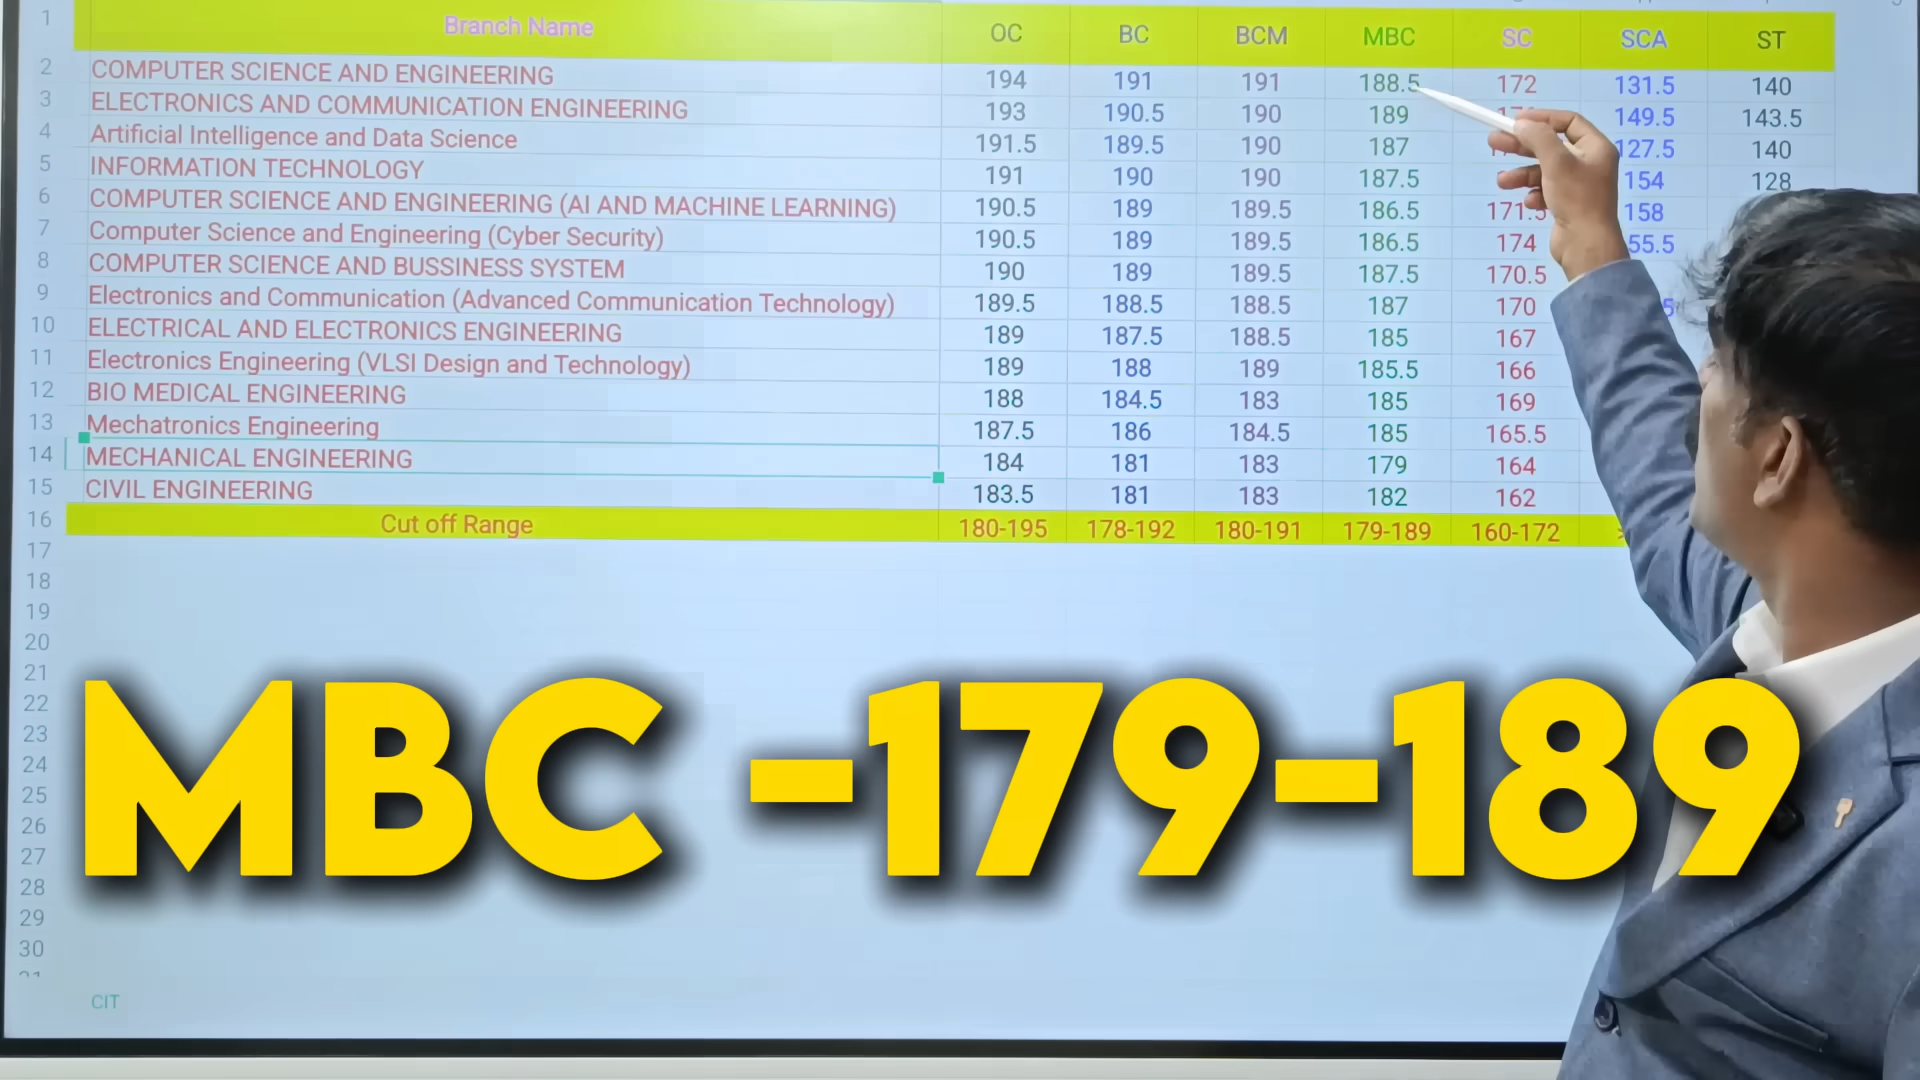 1 Branch Name OC BC BCM MBC SC SCA ST
2 COMPUTER SCIENCE AND ENGINEERING 194 191 191 188.5 172 131.5 140
3 ELECTRONICS AND COMMUNICATION ENGINEERING 193 190.5 190 189 149.5 143.5
4 Artificial Intelligence and Data Science 191.5 189.5 190 187 127.5 140
5 INFORMATION TECHNOLOGY 191 190 190 187.5 154 128
6 COMPUTER SCIENCE AND ENGINEERING (AI AND MACHINE LEARNING) 190.5 189 189.5 186.5 171.5 158
7 Computer Science and Engineering (Cyber Security) 190.5 189 189.5 186.5 174 55.5
8 COMPUTER SCIENCE AND BUSSINESS SYSTEM 190 189 189.5 187.5 170.5
9 Electronics and Communication (Advanced Communication Technology) 189.5 188.5 188.5 187 170
10 ELECTRICAL AND ELECTRONICS ENGINEERING 189 187.5 188.5 185 167
11 Electronics Engineering (VLSI Design and Technology) 189 188 189 185.5 166
12 BIO MEDICAL ENGINEERING 188 184.5 183 185 169
13 Mechatronics Engineering 187.5 186 184.5 185 165.5
14 MECHANICAL ENGINEERING 184 181 183 179 164
15 CIVIL ENGINEERING 183.5 181 183 182 162
16 Cut off Range 180-195 178-192 180-191 179-189 160-172
17
18
19
20
21
22
23
24
25
26
27
28
29
30
MBC -179-189
CIT